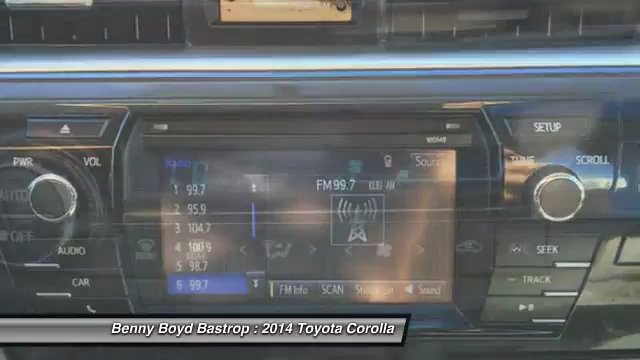 SETUP
PWR
VOL
TUNE
SCROLL
Radio
Sound
1 99.7
FM 99.7
2 95.9
3 104.7
4 100.9
5 98.7
6 99.7
AUTO
OFF
AUDIO
CAR
SEEK
TRACK
FM Info
SCAN
Sound
Benny Boyd Bastrop : 2014 Toyota Corolla